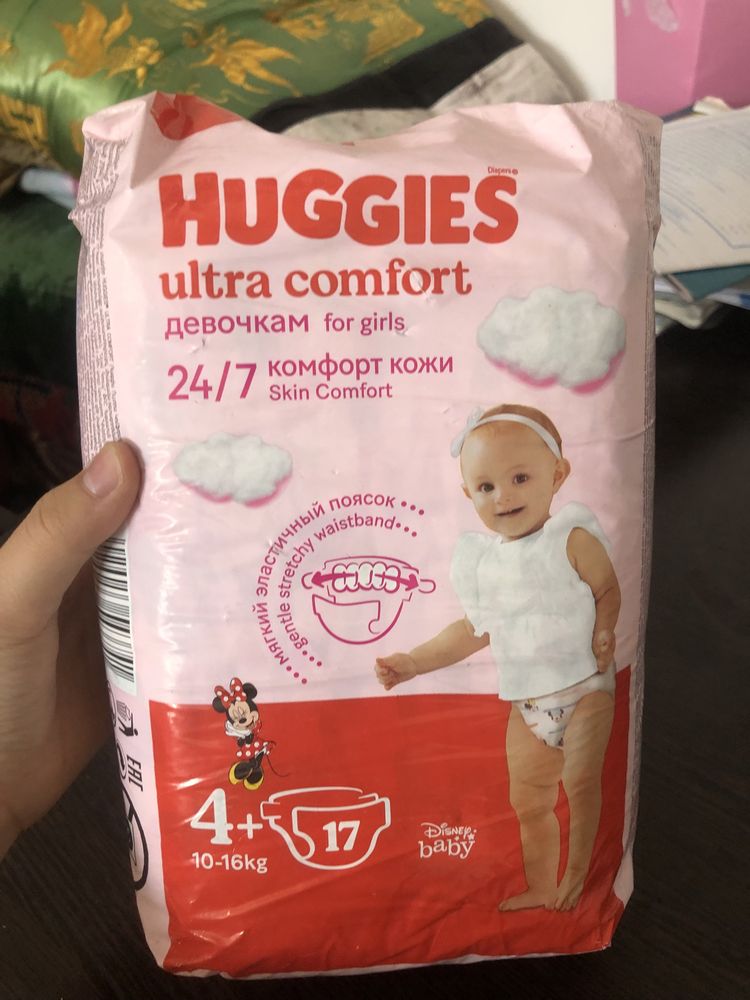 Diapers
HUGGIES
ultra comfort
девочкам for girls
24/7 комфорт кожи
Skin Comfort
мягкий эластичный поясок
gentle stretchy waistband
4+
17
10-16kg
Disney
baby
EAC